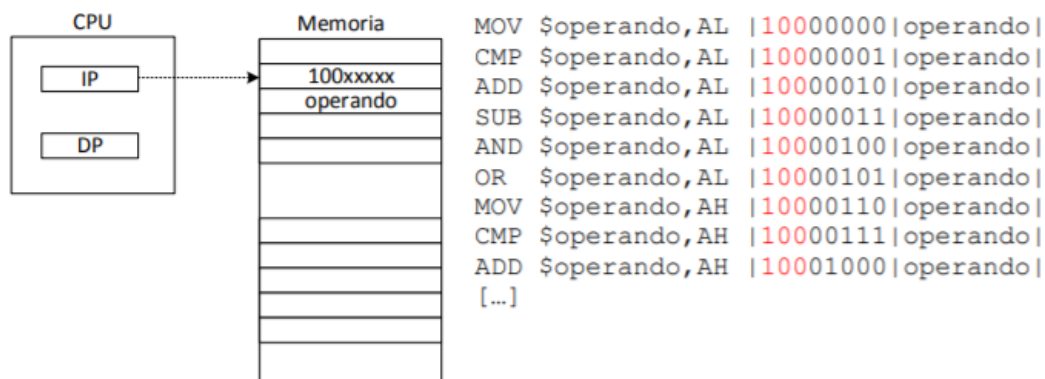 CPU
IP
DP
Memoria
100xxxxx
operando
MOV $operando,AL |10000000|operando|
CMP $operando,AL |10000001|operando|
ADD $operando,AL |10000010|operando|
SUB $operando,AL |10000011|operando|
AND $operando,AL |10000100|operando|
OR $operando,AL |10000101|operando|
MOV $operando,AH |10000110|operando|
CMP $operando,AH |10000111|operando|
ADD $operando,AH |10001000|operando|
[…]